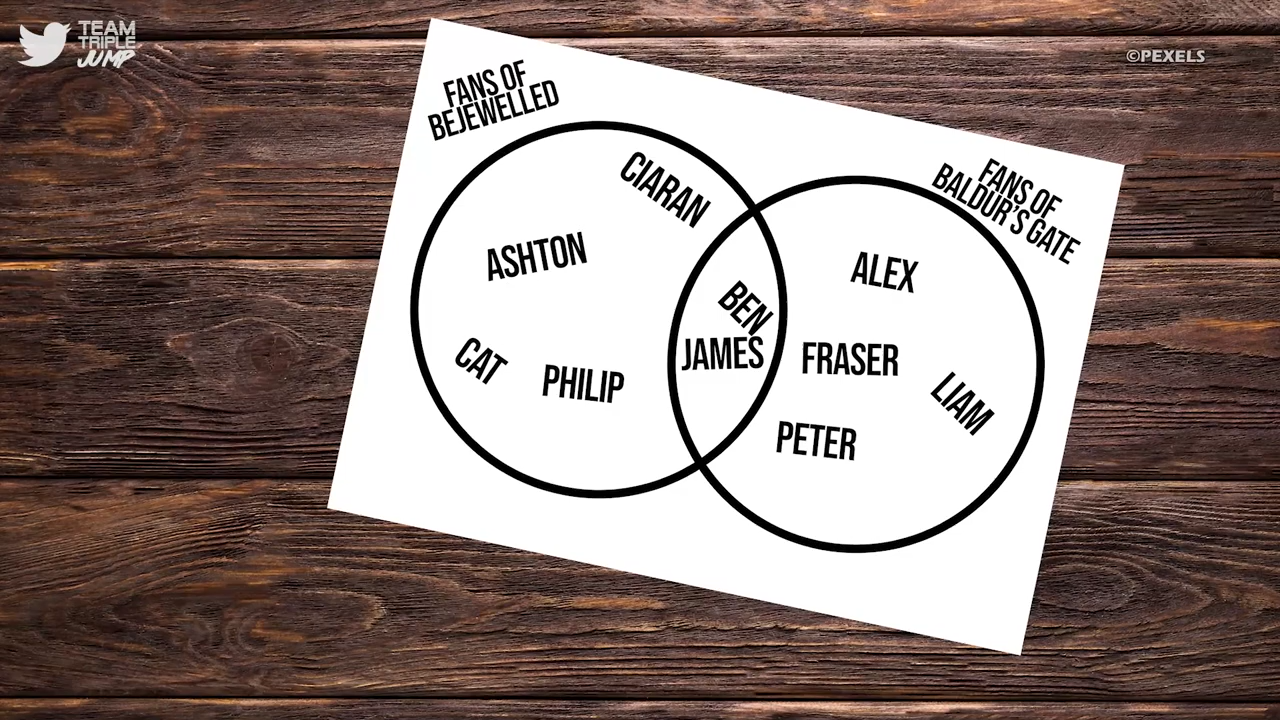 TEAM
TRIPLE
JUMP
©PEXELS
FANS OF
BEJEWELLED
FANS OF
BALDUR'S GATE
CIARAN
ASHTON
CAT
PHILIP
BEN
JAMES
ALEX
FRASER
LIAM
PETER